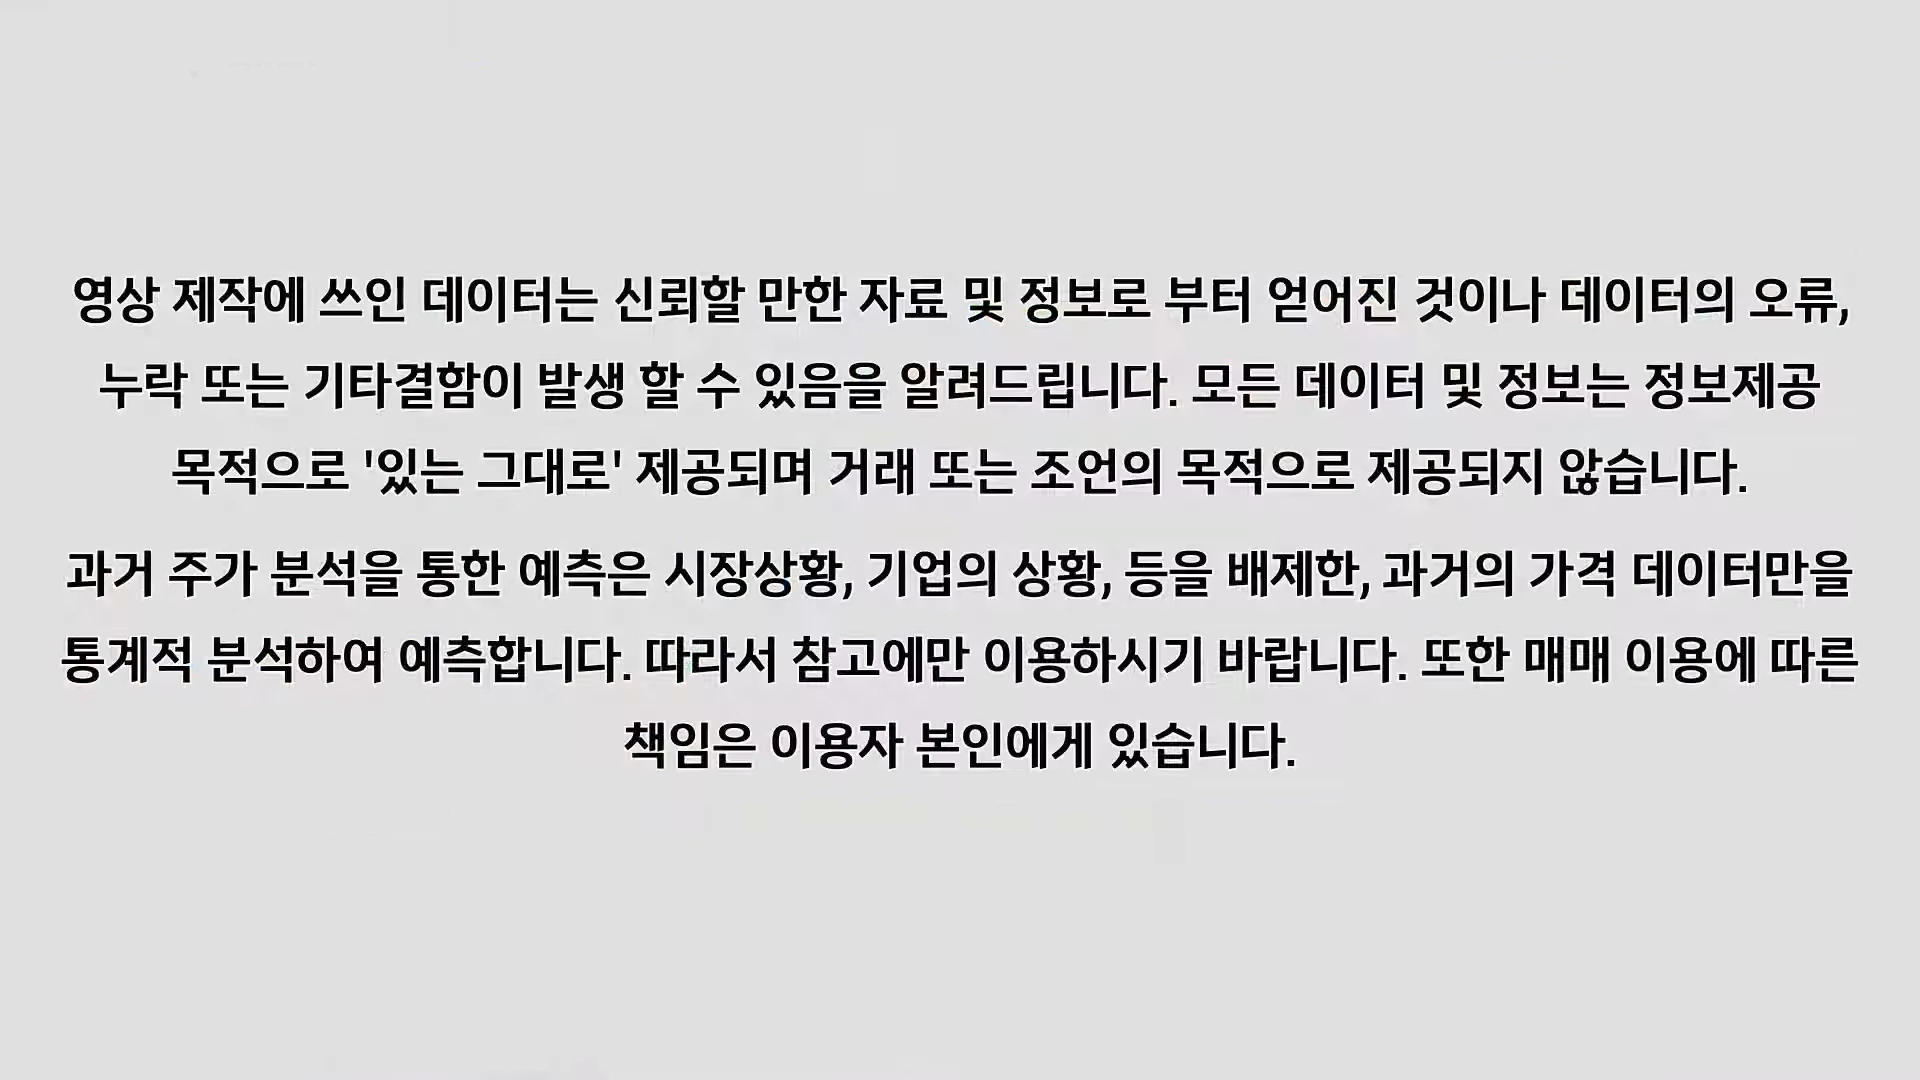 영상 제작에 쓰인 데이터는 신뢰할 만한 자료 및 정보로 부터 얻어진 것이나 데이터의 오류,
누락 또는 기타결함이 발생 할 수 있음을 알려드립니다. 모든 데이터 및 정보는 정보제공
목적으로 '있는 그대로' 제공되며 거래 또는 조언의 목적으로 제공되지 않습니다.
과거 주가 분석을 통한 예측은 시장상황, 기업의 상황, 등을 배제한, 과거의 가격 데이터만을
통계적 분석하여 예측합니다. 따라서 참고에만 이용하시기 바랍니다. 또한 매매 이용에 따른
책임은 이용자 본인에게 있습니다.